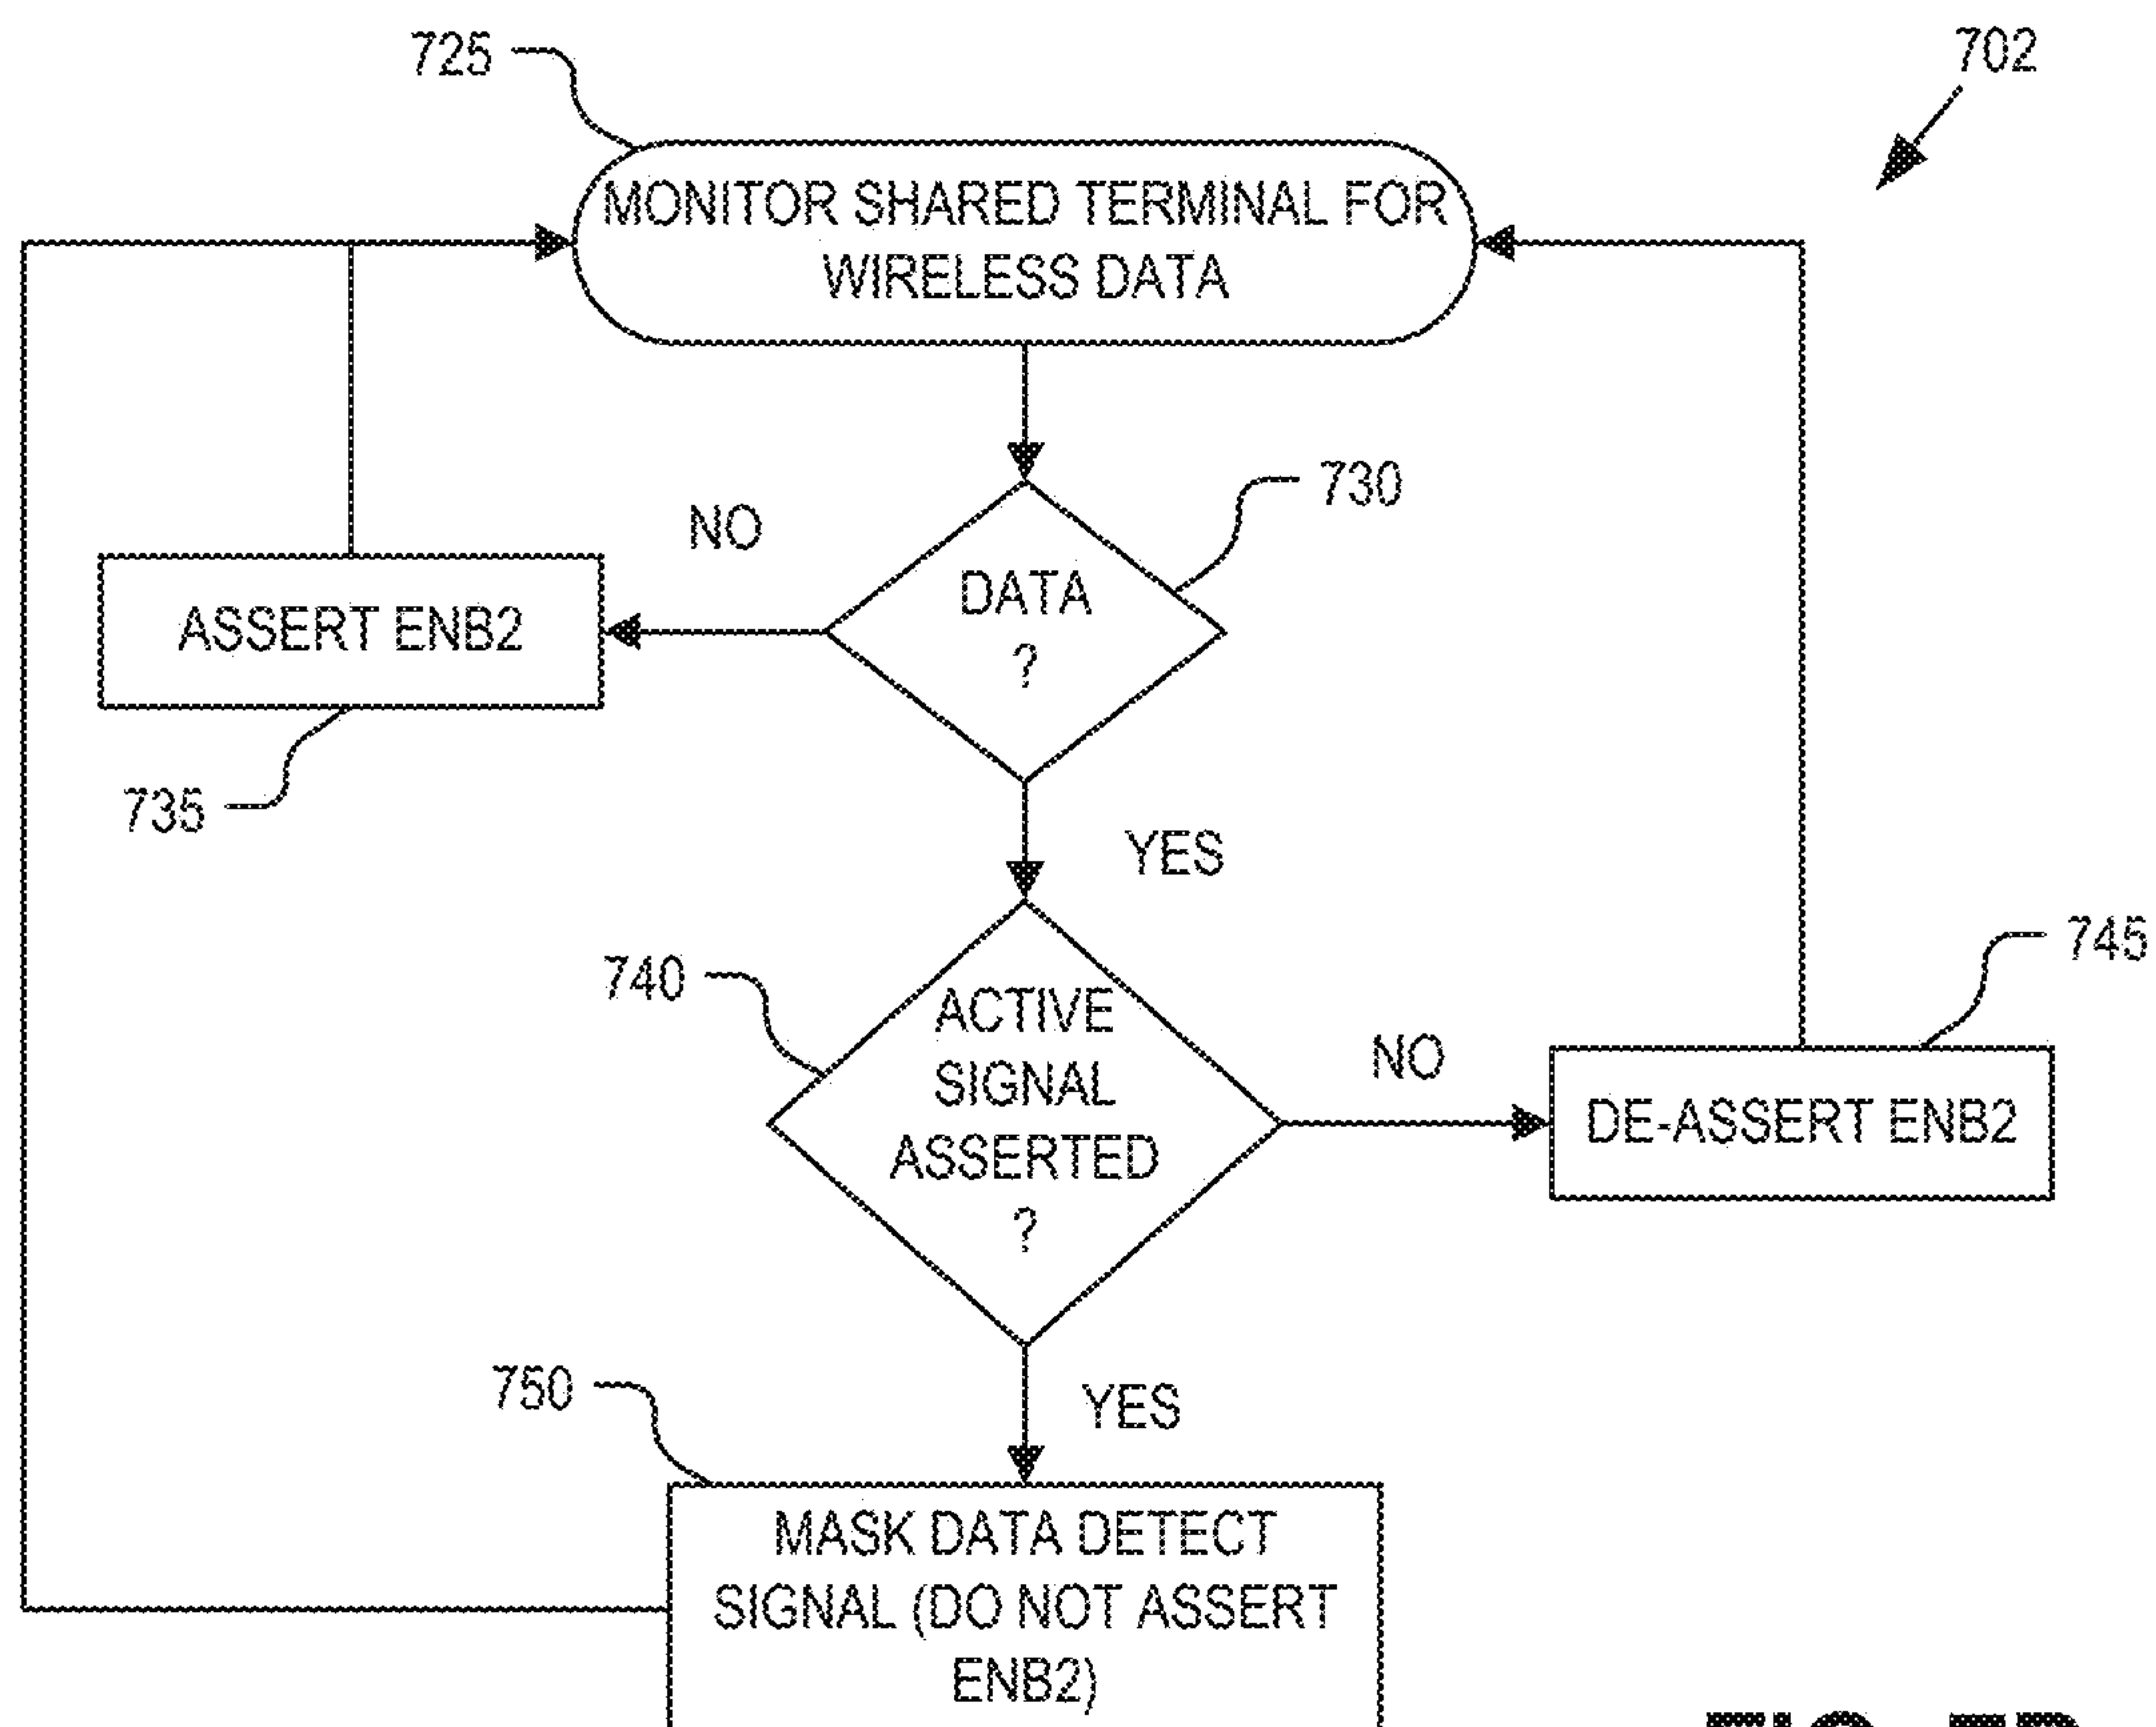 725
702
MONITOR SHARED TERMINAL FOR
WIRELESS DATA
730
NO
DATA
?
ASSERT ENB2
735
YES
745
740
ACTIVE
SIGNAL
ASSERTED
?
NO
DE-ASSERT ENB2
750
YES
MASK DATA DETECT
SIGNAL (DO NOT ASSERT
ENB2)